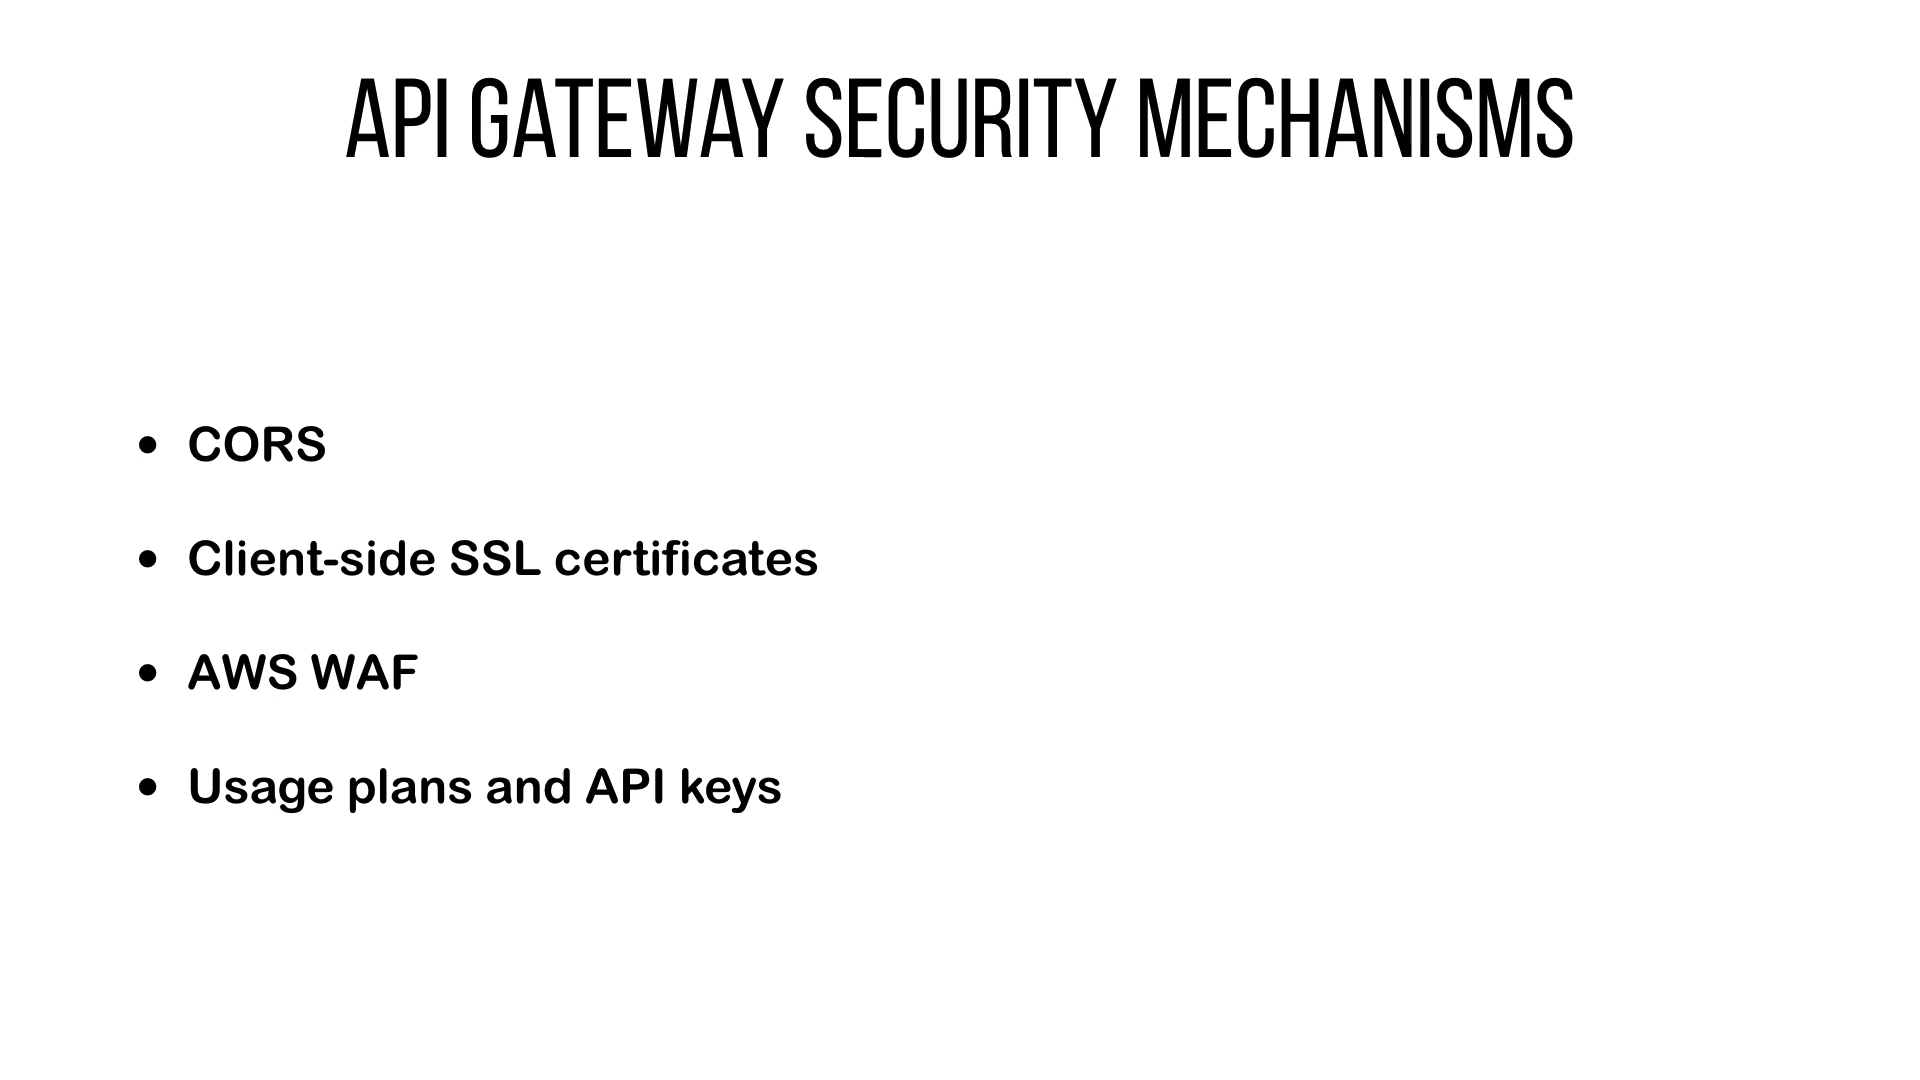 API GATEWAY SECURITY MECHANISMS
• CORS
• Client-side SSL certificates
• AWS WAF
• Usage plans and API keys